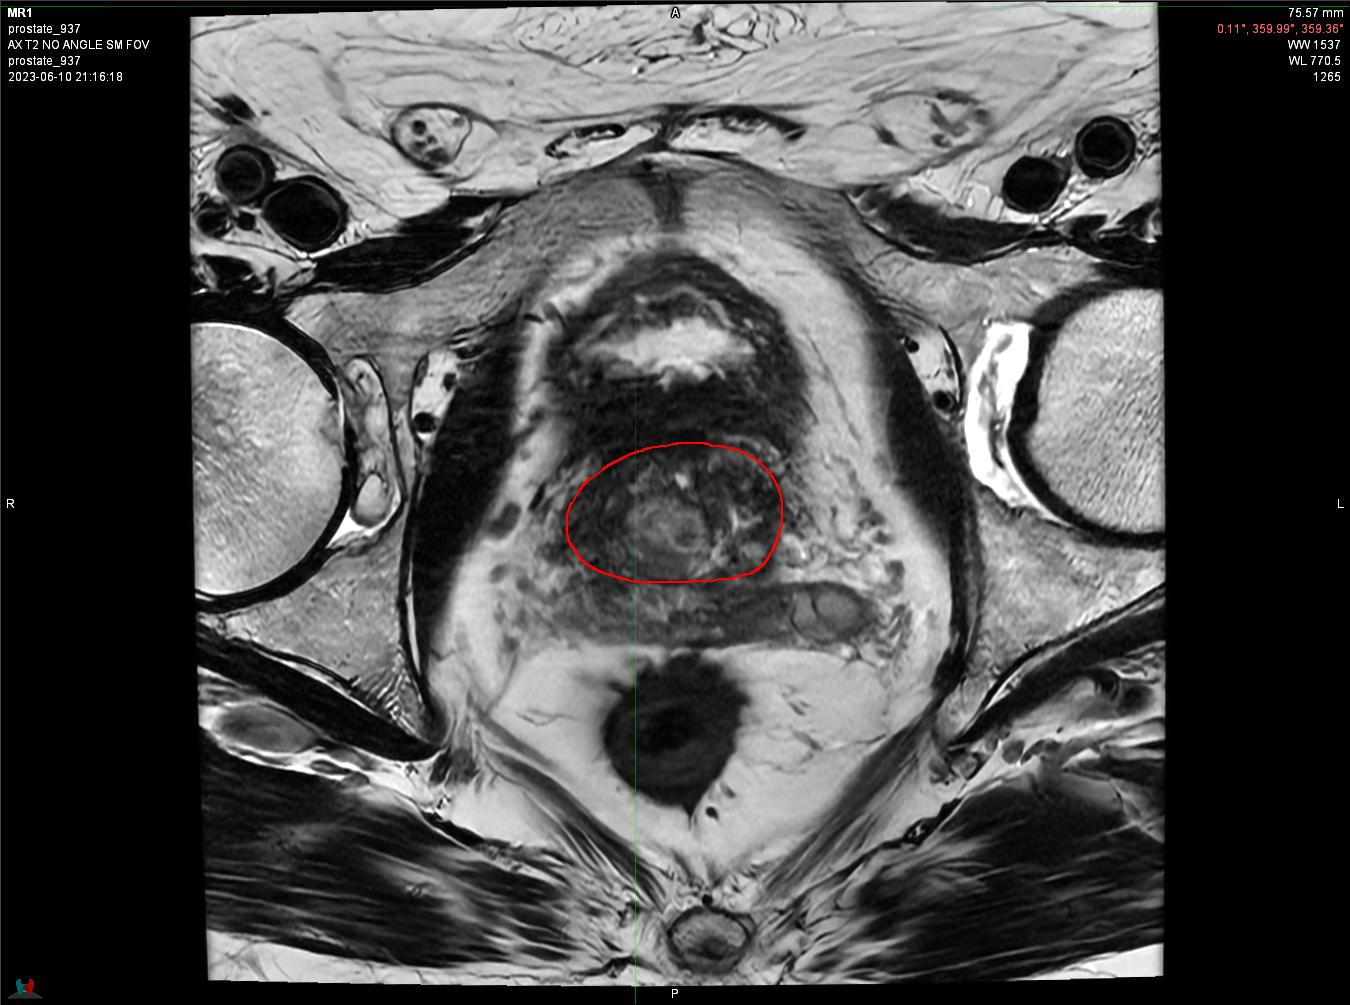 MR1
prostate_937
AX T2 NO ANGLE SM FOV
prostate_937
2023-06-10 21:16:18
A
75.57 mm
0.11°, 359.99°, 359.36°
WW 1537
WL 770.5
1265
R
L
P